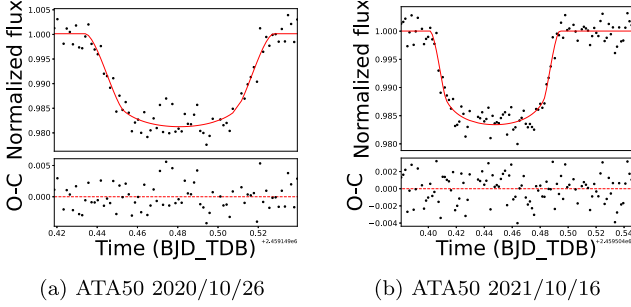 1.005
1.000
0.995
0.990
0.985
0.980
Normalized flux
0.005
0.000
O-C
0.42 0.44 0.46 0.48 0.50 0.52
+2.459149e6
Time (BJD_TDB)
(a) ATA50 2020/10/26
1.000
0.995
0.990
0.985
0.980
Normalized flux
0.002
0.000
−0.002
−0.004
O-C
0.40 0.42 0.44 0.46 0.48 0.50 0.52 0.54
+2.459504e6
Time (BJD_TDB)
(b) ATA50 2021/10/16